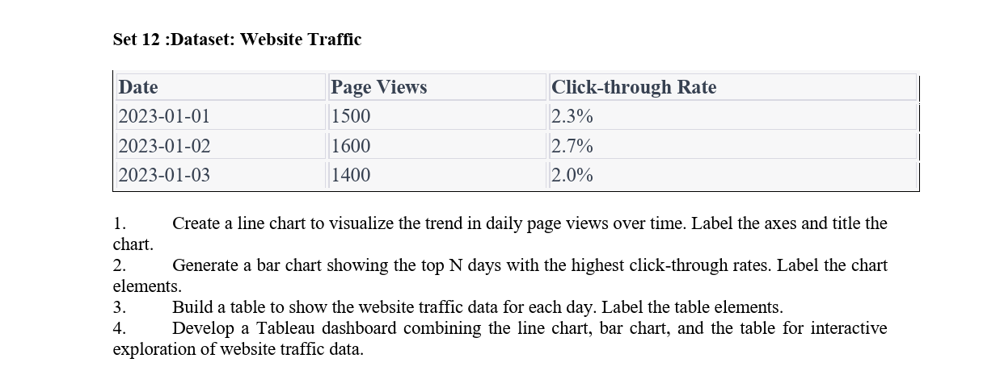 Set 12 :Dataset: Website Traffic
Date Page Views Click-through Rate
2023-01-01 1500 2.3%
2023-01-02 1600 2.7%
2023-01-03 1400 2.0%
1. Create a line chart to visualize the trend in daily page views over time. Label the axes and title the
chart.
2. Generate a bar chart showing the top N days with the highest click-through rates. Label the chart
elements.
3. Build a table to show the website traffic data for each day. Label the table elements.
4. Develop a Tableau dashboard combining the line chart, bar chart, and the table for interactive
exploration of website traffic data.